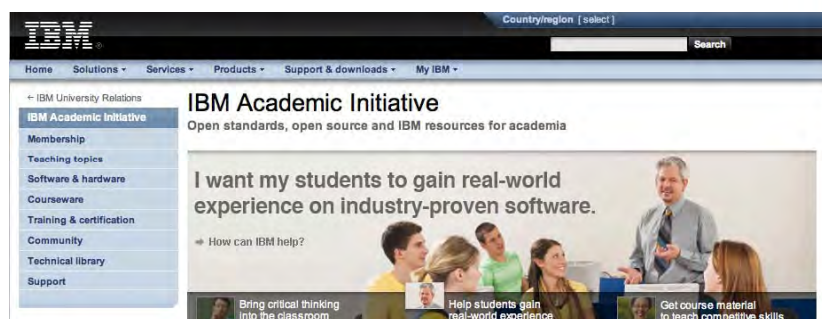 Country/region [ select ]
IBM®
Search
Home Solutions Services Products Support & downloads My IBM
← IBM University Relations
IBM Academic Initiative
Membership
Teaching topics
Software & hardware
Courseware
Training & certification
Community
Technical library
Support
IBM Academic Initiative
Open standards, open source and IBM resources for academia
I want my students to gain real-world
experience on industry-proven software.
➔ How can IBM help?
Bring critical thinking
into the classroom
Help students gain
real-world experience
Get course material
to teach competitive skills